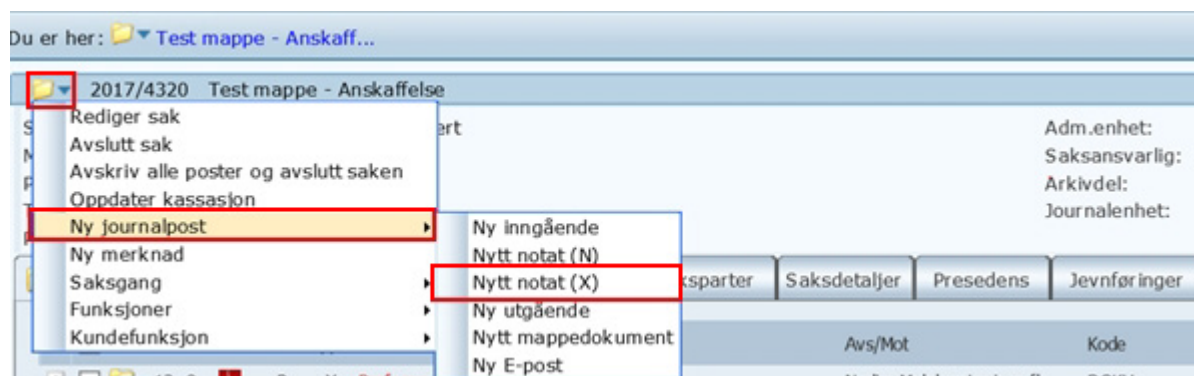 Du er her: Test mappe - Anskaff...
2017/4320 Test mappe - Anskaffelse
Rediger sak
Avslutt sak
Avskriv alle poster og avslutt saken
Oppdater kassasjon
Ny journalpost
Ny merknad
Saksgang
Funksjoner
Kundefunksjon
Ny inngående
Nytt notat (N)
Nytt notat (X)
Ny utgående
Nytt mappedokument
Ny E-post
Adm.enhet:
Saksansvarlig:
Arkivdel:
Journalenhet:
Saksdetaljer Presedens Jevnføringer
Avs/Mot Kode